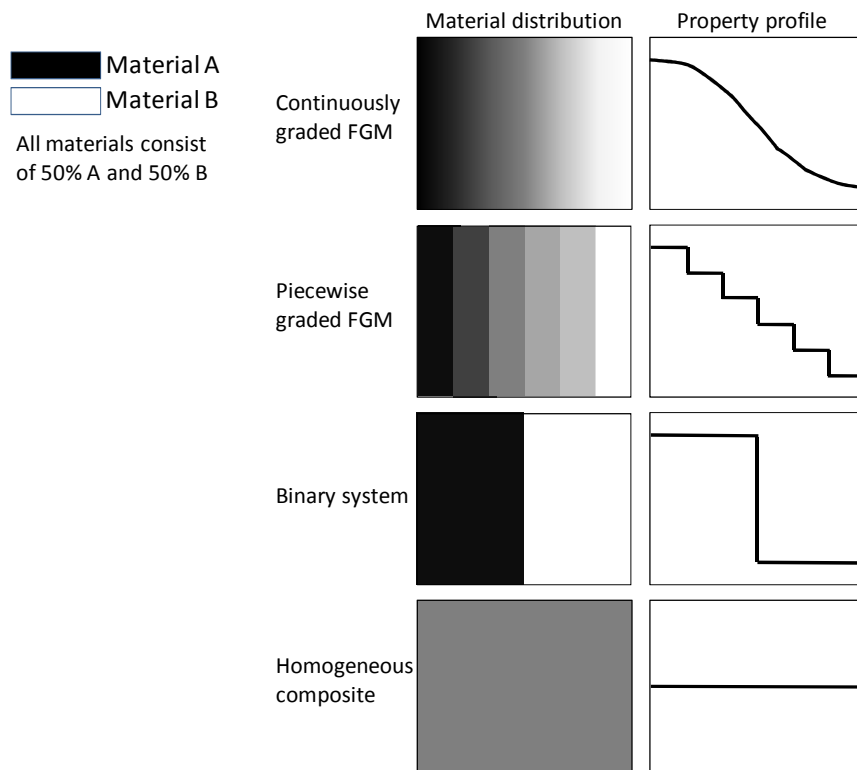 Material distribution
Property profile
Material A
Material B
All materials consist
of 50% A and 50% B
Continuously
graded FGM
Piecewise
graded FGM
Binary system
Homogeneous
composite